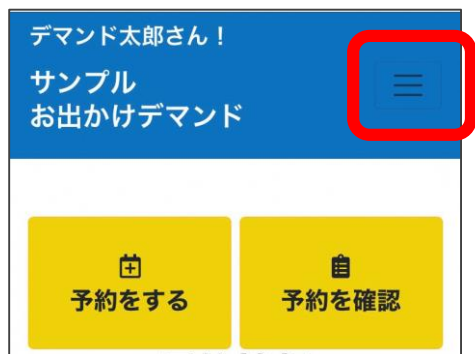 デマンド太郎さん！
サンプル
お出かけデマンド
予約をする
予約を確認